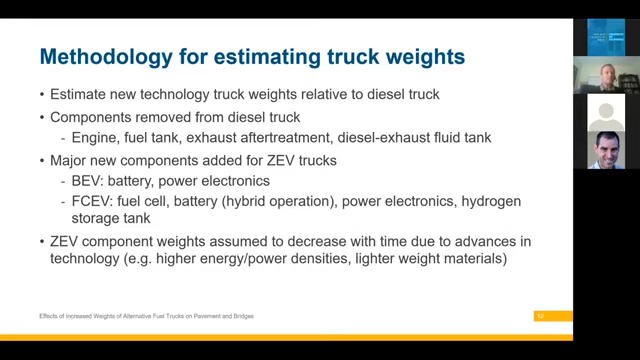 Methodology for estimating truck weights
• Estimate new technology truck weights relative to diesel truck
• Components removed from diesel truck
- Engine, fuel tank, exhaust aftertreatment, diesel-exhaust fluid tank
• Major new components added for ZEV trucks
- BEV: battery, power electronics
- FCEV: fuel cell, battery (hybrid operation), power electronics, hydrogen
storage tank
• ZEV component weights assumed to decrease with time due to advances in
technology (e.g. higher energy/power densities, lighter weight materials)
Effects of Increased Weights of Alternative Fuel Trucks on Pavement and Bridges
12